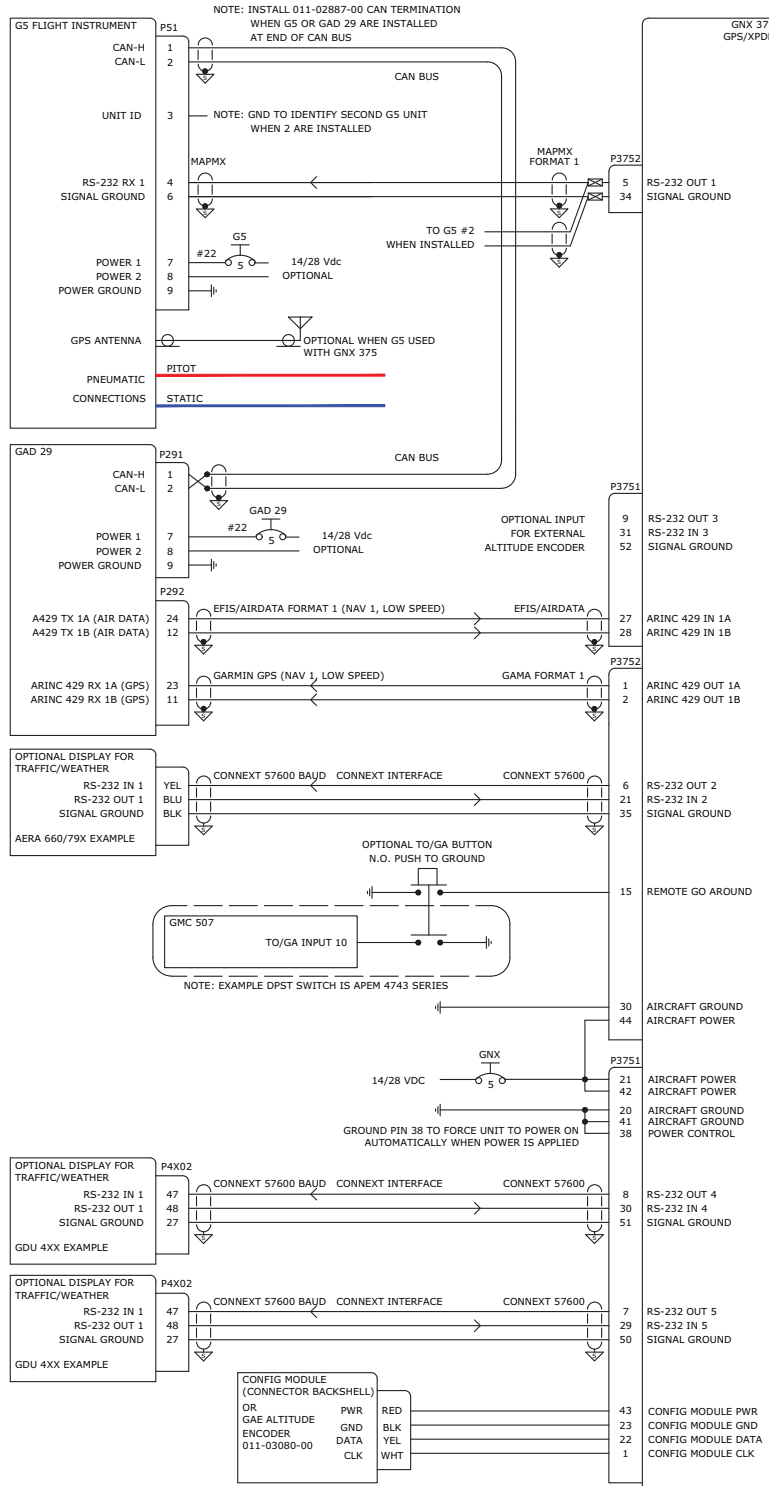 NOTE: INSTALL 011-02887-00 CAN TERMINATION
WHEN G5 OR GAD 29 ARE INSTALLED
AT END OF CAN BUS
G5 FLIGHT INSTRUMENT
P51
CAN-H 1
CAN-L 2
CAN BUS
UNIT ID 3
NOTE: GND TO IDENTIFY SECOND G5 UNIT
WHEN 2 ARE INSTALLED
MAPMX
RS-232 RX 1 4
SIGNAL GROUND 6
MAPMX
FORMAT 1
TO G5 #2
WHEN INSTALLED
GNX 37
GPS/XPD
P3752
5 RS-232 OUT 1
34 SIGNAL GROUND
POWER 1 7
POWER 2 8
POWER GROUND 9
#22
G5
5
14/28 Vdc
OPTIONAL
GPS ANTENNA
OPTIONAL WHEN G5 USED
WITH GNX 375
PNEUMATIC
CONNECTIONS
PITOT
STATIC
GAD 29
P291
CAN-H 1
CAN-L 2
CAN BUS
POWER 1 7
POWER 2 8
POWER GROUND 9
#22
GAD 29
5
14/28 Vdc
OPTIONAL
OPTIONAL INPUT
FOR EXTERNAL
ALTITUDE ENCODER
P3751
9 RS-232 OUT 3
31 RS-232 IN 3
52 SIGNAL GROUND
P292
A429 TX 1A (AIR DATA) 24
A429 TX 1B (AIR DATA) 12
EFIS/AIRDATA FORMAT 1 (NAV 1, LOW SPEED)
EFIS/AIRDATA
27 ARINC 429 IN 1A
28 ARINC 429 IN 1B
P3752
ARINC 429 RX 1A (GPS) 23
ARINC 429 RX 1B (GPS) 11
GARMIN GPS (NAV 1, LOW SPEED)
GAMA FORMAT 1
1 ARINC 429 OUT 1A
2 ARINC 429 OUT 1B
OPTIONAL DISPLAY FOR
TRAFFIC/WEATHER
RS-232 IN 1 YEL
RS-232 OUT 1 BLU
SIGNAL GROUND BLK
AERA 660/79X EXAMPLE
CONNEXT 57600 BAUD CONNEXT INTERFACE
CONNEXT 57600
6 RS-232 OUT 2
21 RS-232 IN 2
35 SIGNAL GROUND
OPTIONAL TO/GA BUTTON
N.O. PUSH TO GROUND
15 REMOTE GO AROUND
GMC 507
TO/GA INPUT 10
NOTE: EXAMPLE DPST SWITCH IS APEM 4743 SERIES
30 AIRCRAFT GROUND
44 AIRCRAFT POWER
P3751
14/28 VDC
GNX
5
21 AIRCRAFT POWER
42 AIRCRAFT POWER
20 AIRCRAFT GROUND
41 AIRCRAFT GROUND
38 POWER CONTROL
GROUND PIN 38 TO FORCE UNIT TO POWER ON
AUTOMATICALLY WHEN POWER IS APPLIED
OPTIONAL DISPLAY FOR
TRAFFIC/WEATHER
P4X02
RS-232 IN 1 47
RS-232 OUT 1 48
SIGNAL GROUND 27
GDU 4XX EXAMPLE
CONNEXT 57600 BAUD CONNEXT INTERFACE
CONNEXT 57600
8 RS-232 OUT 4
30 RS-232 IN 4
51 SIGNAL GROUND
OPTIONAL DISPLAY FOR
TRAFFIC/WEATHER
P4X02
RS-232 IN 1 47
RS-232 OUT 1 48
SIGNAL GROUND 27
GDU 4XX EXAMPLE
CONNEXT 57600 BAUD CONNEXT INTERFACE
CONNEXT 57600
7 RS-232 OUT 5
29 RS-232 IN 5
50 SIGNAL GROUND
CONFIG MODULE
(CONNECTOR BACKSHELL)
OR
GAE ALTITUDE
ENCODER
011-03080-00
PWR RED
GND BLK
DATA YEL
CLK WHT
43 CONFIG MODULE PWR
23 CONFIG MODULE GND
22 CONFIG MODULE DATA
1 CONFIG MODULE CLK